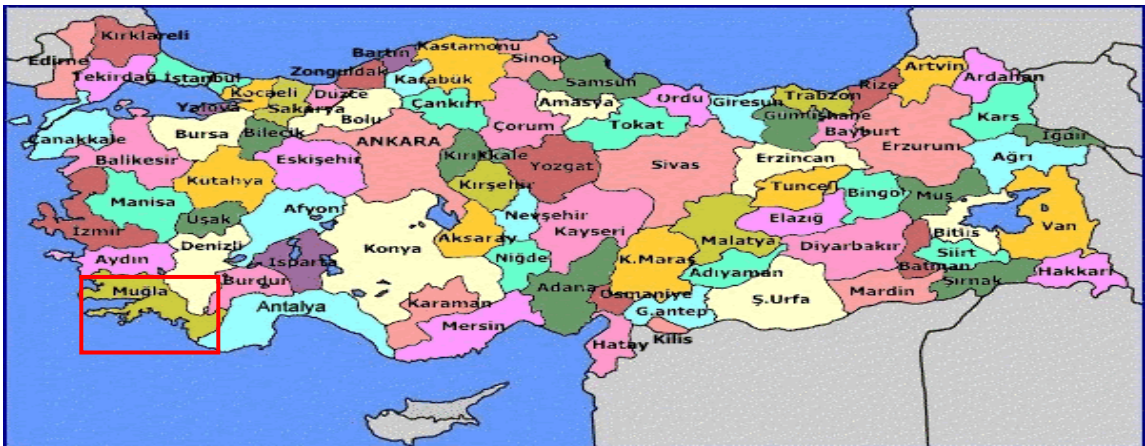 Kırklareli
Edirne
Tekirdağ
İstanbul
Kocaeli
Yalova
Sakarya
Düzce
Zonguldak
Bartın
Karabük
Kastamonu
Sinop
Samsun
Çankırı
Bolu
Amasya
Ordu
Giresun
Trabzon
Rize
Artvin
Ardahan
Kars
Iğdır
Gümüşhane
Bayburt
Erzurum
Ağrı
Çanakkale
Bursa
Bilecik
Balikesir
Eskişehir
ANKARA
Çorum
Tokat
Kırıkkale
Yozgat
Sivas
Erzincan
Kutahya
Kırşehir
Tuncel
Bingöl
Muş
Manisa
Uşak
Afyon
Nevşehir
Kayseri
Elazığ
Bitlis
Van
İzmir
Denizli
Konya
Aksaray
Malatya
Diyarbakır
Siirt
Batman
Aydın
Isparta
Niğde
K.Maraş
Adıyaman
Şırnak
Hakkari
Muğla
Burdur
Antalya
Karaman
Adana
Osmaniye
G.antep
Ş.Urfa
Mardin
Mersin
Hatay
Kilis